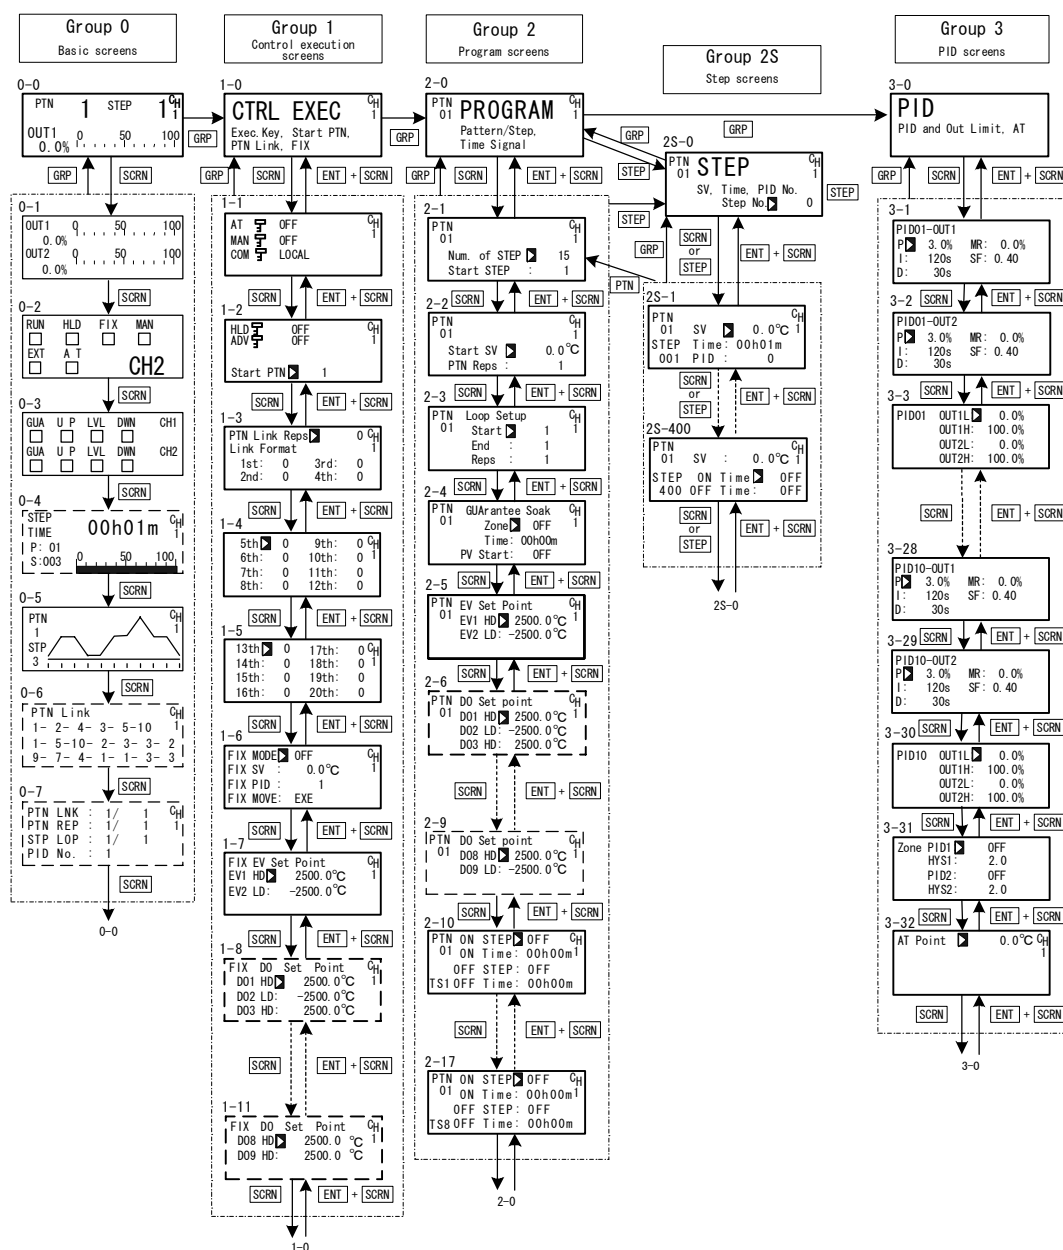 Group 0
Basic screens
0-0
PTN 1 STEP 1 CH 1
OUT1 0 50 100
0.0%
GRP SCRN
0-1
OUT1 0 50 100
0.0%
OUT2 0 50 100
0.0%
SCRN
0-2
RUN HLD FIX MAN
EXT A T
CH2
SCRN
0-3
GUA U P LVL DWN CH1
GUA U P LVL DWN CH2
SCRN
0-4
STEP 00h01m CH 1
TIME
P: 01
S:003 0 50 100
SCRN
0-5
PTN CH 1
1
STP
3
SCRN
0-6
PTN Link CH 1
1- 2- 4- 3- 5-10
1- 5-10- 2- 3- 3- 2
9- 7- 4- 1- 1- 3- 3
SCRN
0-7
PTN LNK : 1/ 1 CH 1
PTN REP : 1/ 1
STP LOP : 1/ 1
PID No. : 1
SCRN
0-0
Group 1
Control execution
screens
1-0
GRP
CTRL EXEC CH 1
Exec. Key, Start PTN,
PTN Link, FIX
GRP SCRN ENT + SCRN
1-1
AT OFF CH 1
MAN OFF
COM LOCAL
SCRN ENT + SCRN
1-2
HLD OFF
ADV OFF
Start PTN 1
SCRN ENT + SCRN
1-3
PTN Link Reps 0 CH 1
Link Format
1st: 0 3rd: 0
2nd: 0 4th: 0
SCRN ENT + SCRN
1-4
5th 0 9th: 0 CH 1
6th: 0 10th: 0
7th: 0 11th: 0
8th: 0 12th: 0
SCRN ENT + SCRN
1-5
13th 0 17th: 0 CH 1
14th: 0 18th: 0
15th: 0 19th: 0
16th: 0 20th: 0
SCRN ENT + SCRN
1-6
FIX MODE OFF CH 1
FIX SV : 0.0℃
FIX PID : 1
FIX MOVE: EXE
SCRN ENT + SCRN
1-7
FIX EV Set Point CH 1
EV1 HD 2500.0℃
EV2 LD: -2500.0℃
SCRN ENT + SCRN
1-8
FIX DO Set Point CH 1
DO1 HD 2500.0℃
DO2 LD: -2500.0℃
DO3 HD: 2500.0℃
SCRN ENT + SCRN
1-11
FIX DO Set Point CH 1
DO8 HD 2500.0 ℃
DO9 HD: 2500.0 ℃
SCRN ENT + SCRN
1-0
Group 2
Program screens
2-0
GRP
PTN 01 PROGRAM CH 1
Pattern/Step,
Time Signal
GRP SCRN ENT + SCRN
2-1
PTN 01 CH 1
Num. of STEP 15
Start STEP : 1
2-2 SCRN ENT + SCRN
PTN 01 CH 1
Start SV 0.0℃
PTN Reps : 1
2-3 SCRN ENT + SCRN
PTN 01 Loop Setup CH 1
Start 1
End : 1
Reps : 1
2-4 SCRN ENT + SCRN
PTN 01 GUArantee Soak CH 1
Zone OFF
Time: 00h00m
PV Start: OFF
2-5 SCRN ENT + SCRN
PTN 01 EV Set Point CH 1
EV1 HD 2500.0℃
EV2 LD: -2500.0℃
2-6 SCRN ENT + SCRN
PTN 01 DO Set point CH 1
DO1 HD 2500.0℃
DO2 LD: -2500.0℃
DO3 HD: 2500.0℃
SCRN ENT + SCRN
2-9
PTN 01 DO Set point CH 1
DO8 HD 2500.0℃
DO9 LD: -2500.0℃
SCRN ENT + SCRN
2-10
PTN 01 ON STEP OFF CH 1
ON Time: 00h00m
OFF STEP: OFF
TS1 OFF Time: 00h00m
SCRN ENT + SCRN
2-17
PTN 01 ON STEP OFF CH 1
ON Time: 00h00m
OFF STEP: OFF
TS8 OFF Time: 00h00m
SCRN ENT + SCRN
2-0
Group 2S
Step screens
GRP
GRP
STEP
2S-0
PTN 01 STEP CH 1
SV, Time, PID No.
Step No. 0
STEP
STEP
GRP
PTN
SCRN or STEP ENT + SCRN
2S-1
PTN 01 SV 0.0℃ CH 1
STEP Time: 00h01m
001 PID : 0
SCRN or STEP ENT + SCRN
2S-400
PTN 01 SV : 0.0℃ CH 1
STEP ON Time OFF
400 OFF Time: OFF
SCRN or STEP ENT + SCRN
2S-0
Group 3
PID screens
3-0
PID
PID and Out Limit, AT
GRP SCRN ENT + SCRN
3-1
PID01-OUT1
P 3.0% MR: 0.0%
I: 120s SF: 0.40
D: 30s
3-2 SCRN ENT + SCRN
PID01-OUT2
P 3.0% MR: 0.0%
I: 120s SF: 0.40
D: 30s
3-3 SCRN ENT + SCRN
PID01 OUT1L 0.0%
OUT1H: 100.0%
OUT2L: 0.0%
OUT2H: 100.0%
SCRN ENT + SCRN
3-28
PID10-OUT1
P 3.0% MR: 0.0%
I: 120s SF: 0.40
D: 30s
3-29 SCRN ENT + SCRN
PID10-OUT2
P 3.0% MR: 0.0%
I: 120s SF: 0.40
D: 30s
3-30 SCRN ENT + SCRN
PID10 OUT1L 0.0%
OUT1H: 100.0%
OUT2L: 0.0%
OUT2H: 100.0%
3-31 SCRN ENT + SCRN
Zone PID1 OFF
HYS1: 2.0
PID2: OFF
HYS2: 2.0
3-32 SCRN ENT + SCRN
AT Point 0.0℃ CH 1
SCRN ENT + SCRN
3-0